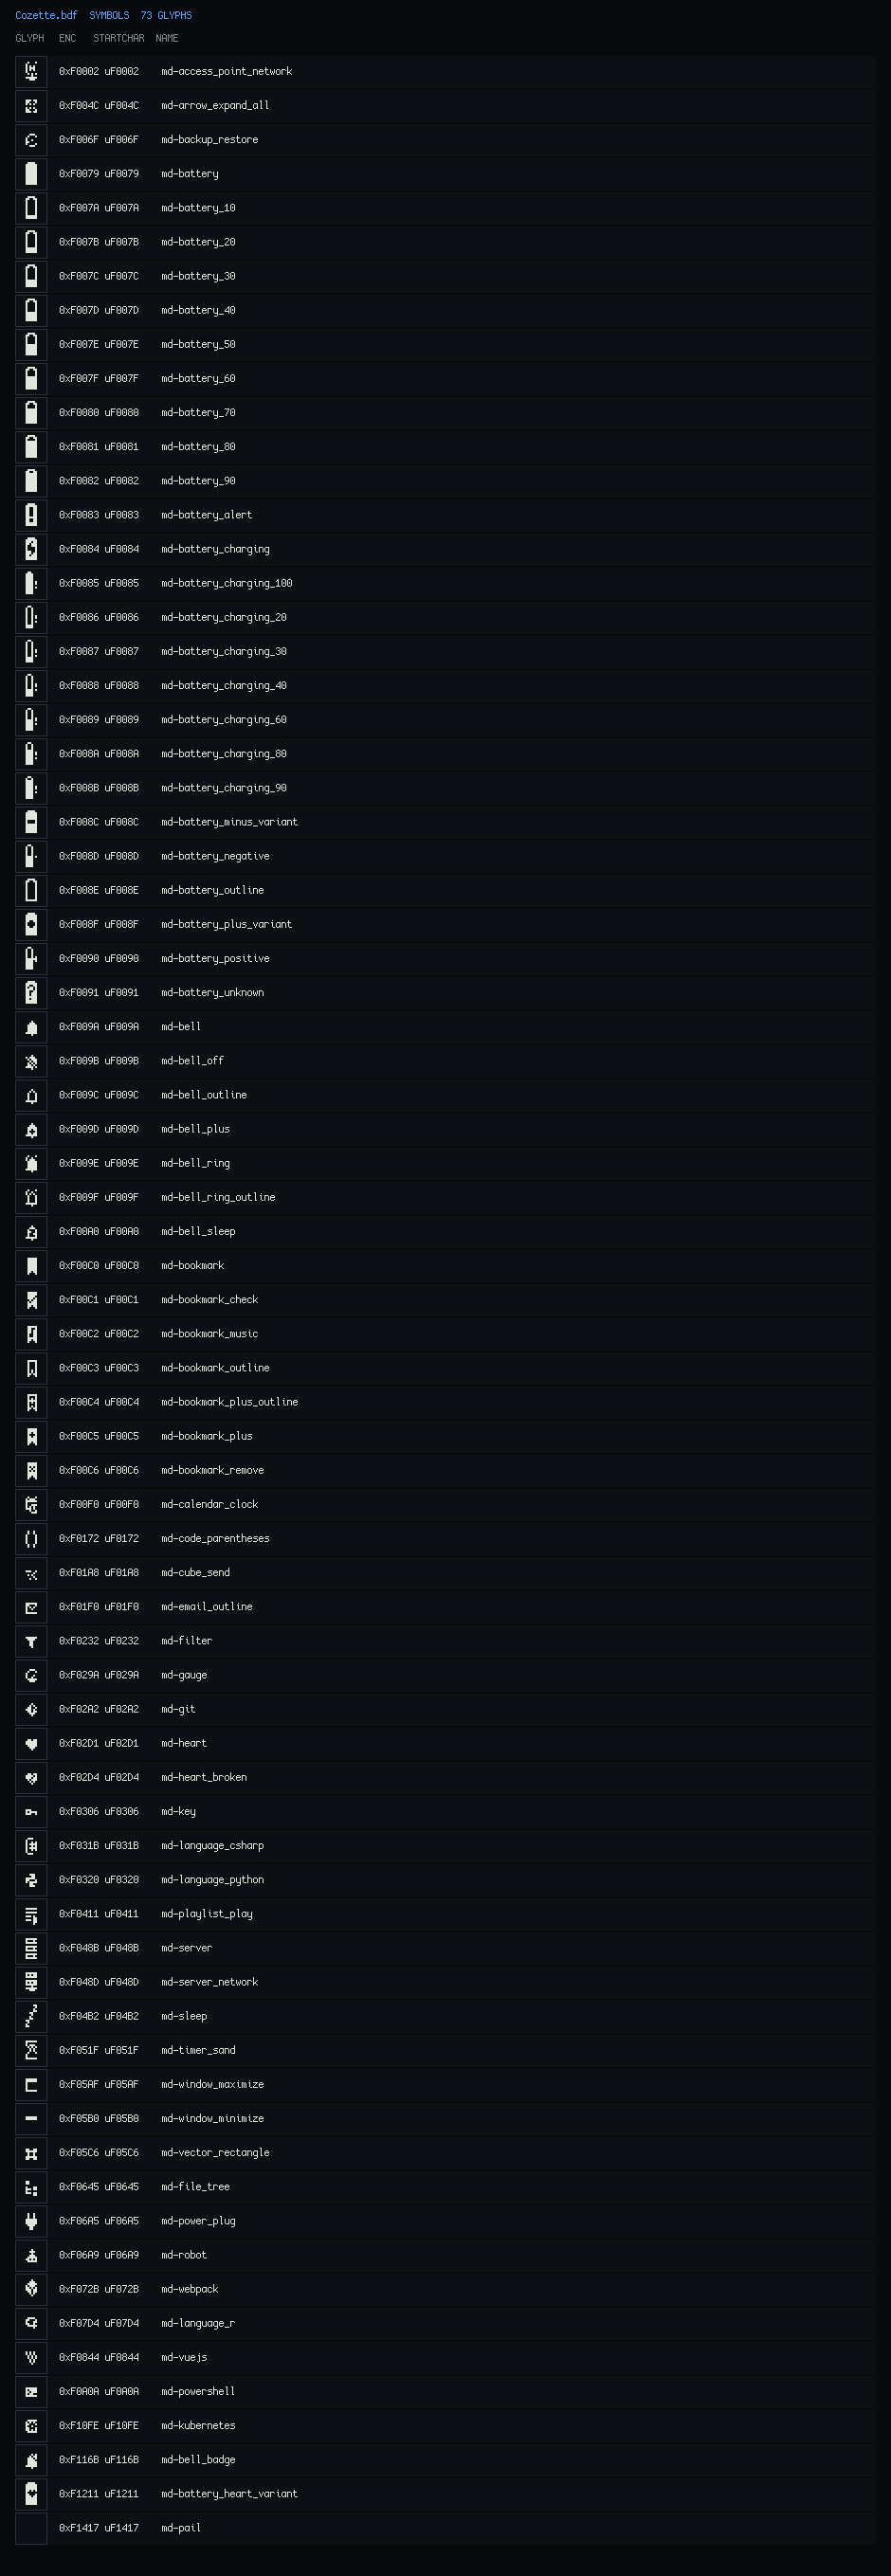 Cozette.bdf SYMBOLS 73 GLYPHS
GLYPH ENC STARTCHAR NAME
0xF0002 uF0002 md-access_point_network
0xF004C uF004C md-arrow_expand_all
0xF006F uF006F md-backup_restore
0xF0079 uF0079 md-battery
0xF007A uF007A md-battery_10
0xF007B uF007B md-battery_20
0xF007C uF007C md-battery_30
0xF007D uF007D md-battery_40
0xF007E uF007E md-battery_50
0xF007F uF007F md-battery_60
0xF0080 uF0080 md-battery_70
0xF0081 uF0081 md-battery_80
0xF0082 uF0082 md-battery_90
0xF0083 uF0083 md-battery_alert
0xF0084 uF0084 md-battery_charging
0xF0085 uF0085 md-battery_charging_100
0xF0086 uF0086 md-battery_charging_20
0xF0087 uF0087 md-battery_charging_30
0xF0088 uF0088 md-battery_charging_40
0xF0089 uF0089 md-battery_charging_60
0xF008A uF008A md-battery_charging_80
0xF008B uF008B md-battery_charging_90
0xF008C uF008C md-battery_minus_variant
0xF008D uF008D md-battery_negative
0xF008E uF008E md-battery_outline
0xF008F uF008F md-battery_plus_variant
0xF0090 uF0090 md-battery_positive
0xF0091 uF0091 md-battery_unknown
0xF009A uF009A md-bell
0xF009B uF009B md-bell_off
0xF009C uF009C md-bell_outline
0xF009D uF009D md-bell_plus
0xF009E uF009E md-bell_ring
0xF009F uF009F md-bell_ring_outline
0xF00A0 uF00A0 md-bell_sleep
0xF00C0 uF00C0 md-bookmark
0xF00C1 uF00C1 md-bookmark_check
0xF00C2 uF00C2 md-bookmark_music
0xF00C3 uF00C3 md-bookmark_outline
0xF00C4 uF00C4 md-bookmark_plus_outline
0xF00C5 uF00C5 md-bookmark_plus
0xF00C6 uF00C6 md-bookmark_remove
0xF00F0 uF00F0 md-calendar_clock
0xF0172 uF0172 md-code_parentheses
0xF01A8 uF01A8 md-cube_send
0xF01F0 uF01F0 md-email_outline
0xF0232 uF0232 md-filter
0xF029A uF029A md-gauge
0xF02A2 uF02A2 md-git
0xF02D1 uF02D1 md-heart
0xF02D4 uF02D4 md-heart_broken
0xF0306 uF0306 md-key
0xF031B uF031B md-language_csharp
0xF0320 uF0320 md-language_python
0xF0411 uF0411 md-playlist_play
0xF048B uF048B md-server
0xF048D uF048D md-server_network
0xF04B2 uF04B2 md-sleep
0xF051F uF051F md-timer_sand
0xF05AF uF05AF md-window_maximize
0xF05B0 uF05B0 md-window_minimize
0xF05C6 uF05C6 md-vector_rectangle
0xF0645 uF0645 md-file_tree
0xF06A5 uF06A5 md-power_plug
0xF06A9 uF06A9 md-robot
0xF072B uF072B md-webpack
0xF07D4 uF07D4 md-language_r
0xF0844 uF0844 md-vuejs
0xF0A0A uF0A0A md-powershell
0xF10FE uF10FE md-kubernetes
0xF116B uF116B md-bell_badge
0xF1211 uF1211 md-battery_heart_variant
0xF1417 uF1417 md-pail